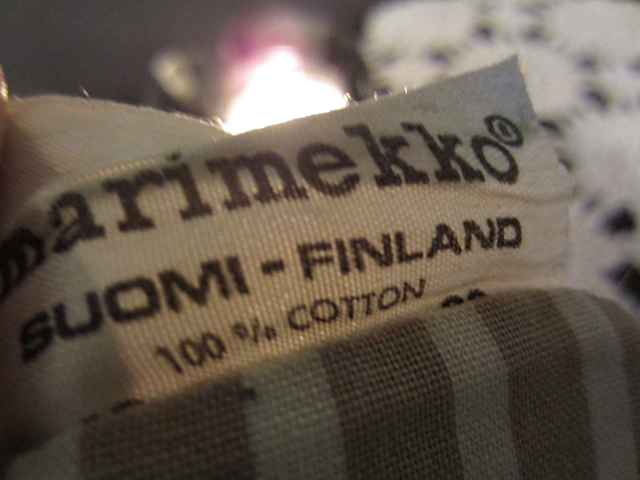 marimekko®
SUOMI - FINLAND
100 % COTTON